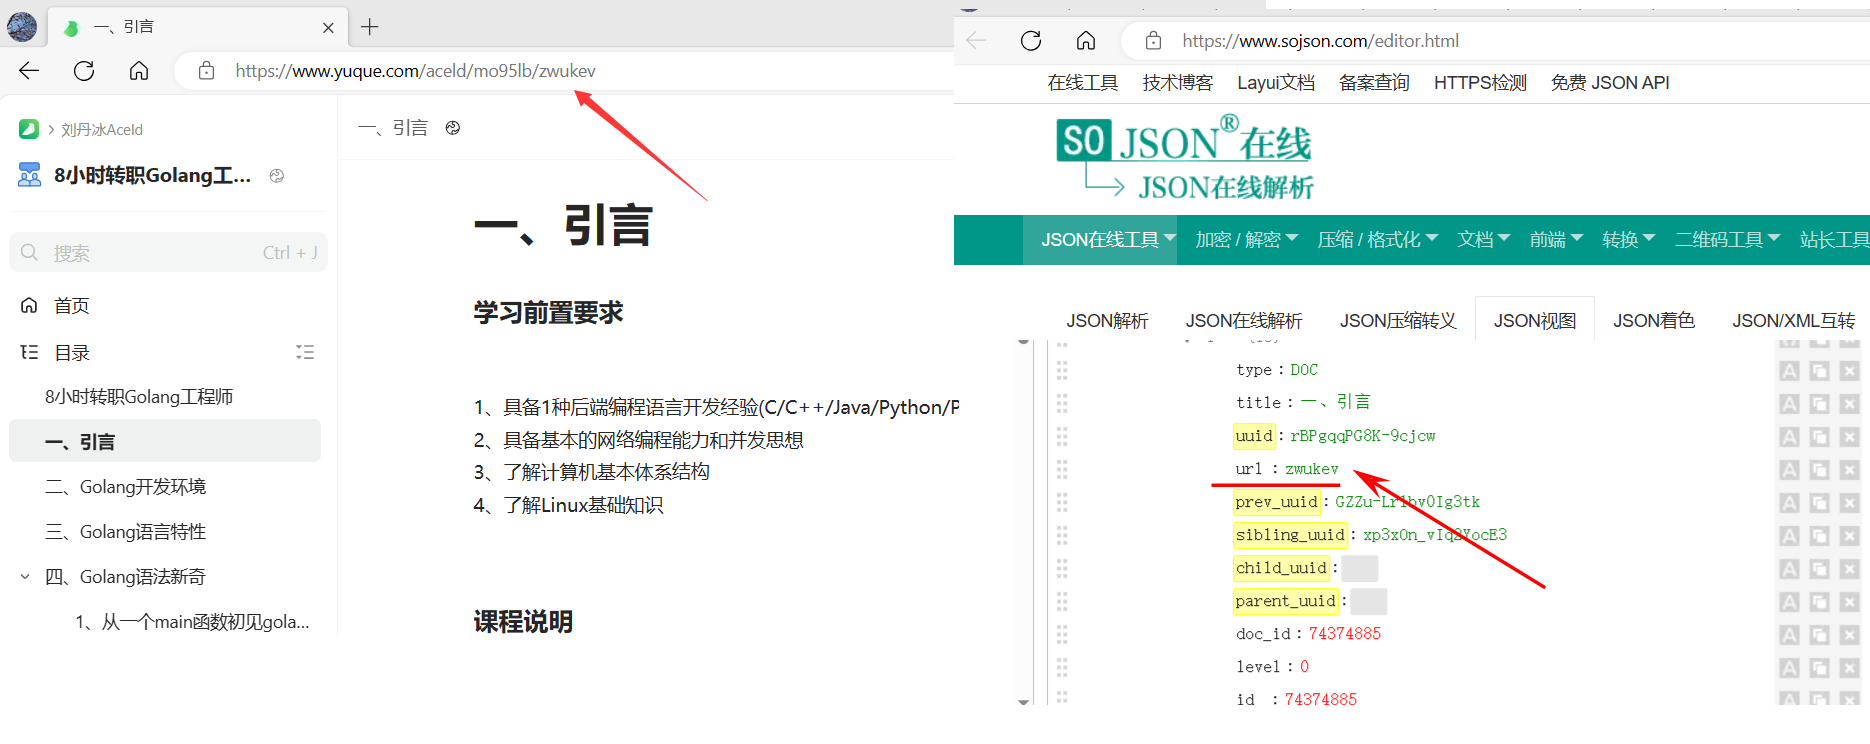 一、引言
https://www.yuque.com/aceld/mo95lb/zwukev
刘丹冰Aceld
8小时转职Golang工...
搜索 Ctrl + J
首页
目录
8小时转职Golang工程师
一、引言
二、Golang开发环境
三、Golang语言特性
四、Golang语法新奇
1、从一个main函数初见gola...
一、引言
一、引言
学习前置要求
1、具备1种后端编程语言开发经验(C/C++/Java/Python/P
2、具备基本的网络编程能力和并发思想
3、了解计算机基本体系结构
4、了解Linux基础知识
课程说明
https://www.sojson.com/editor.html
在线工具 技术博客 Layui文档 备案查询 HTTPS检测 免费 JSON API
SO JSON®在线
JSON在线解析
JSON在线工具 加密 / 解密 压缩 / 格式化 文档 前端 转换 二维码工具 站长工具
JSON解析 JSON在线解析 JSON压缩转义 JSON视图 JSON着色 JSON/XML互转
type : DOC
title : 一、引言
uuid : rBPgqqPG8K-9cjcw
url : zwukev
prev_uuid : GZZu-Lr1bv0Ig3tk
sibling_uuid : xp3xOn_vIq2YocE3
child_uuid :
parent_uuid :
doc_id : 74374885
level : 0
id : 74374885